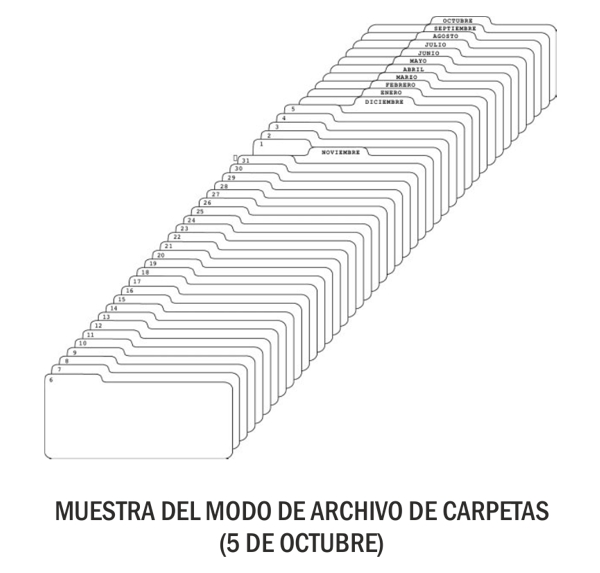 OCTUBRE
SEPTIEMBRE
AGOSTO
JULIO
JUNIO
MAYO
ABRIL
MARZO
FEBRERO
ENERO
DICIEMBRE
5
4
3
2
1
NOVIEMBRE
31
30
29
28
27
26
25
24
23
22
21
20
19
18
17
16
15
14
13
12
11
10
9
8
7
6
MUESTRA DEL MODO DE ARCHIVO DE CARPETAS
(5 DE OCTUBRE)